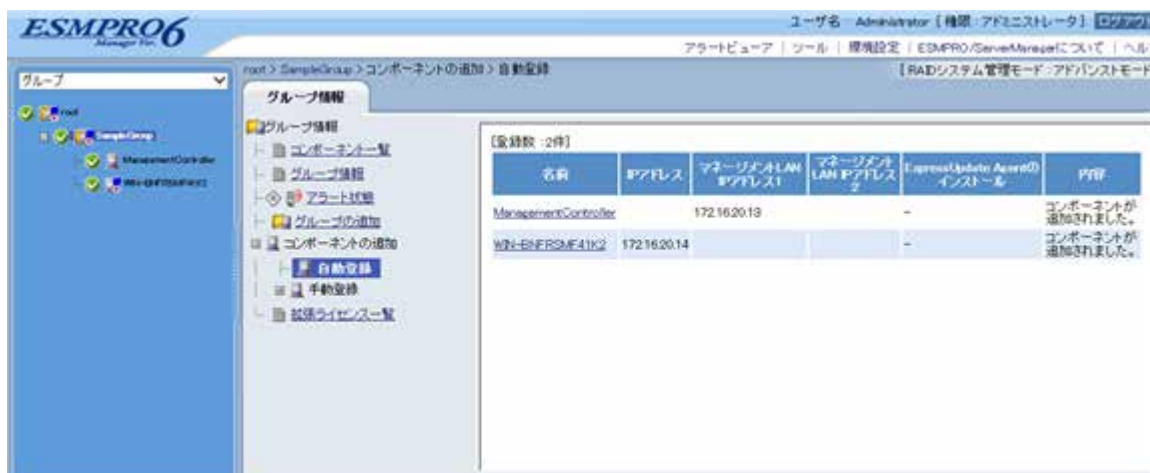 ESMPRO6
Manager Ver.
ユーザ名 Administrator [ 権限 : アドミニストレータ ] ログアウト
アラートビューア | ツール | 環境設定 | ESMPRO/ServerManagerについて | ヘル
グループ
root > SampleGroup > コンポーネントの追加 > 自動登録
[ RAIDシステム管理モード : アドバンストモード
グループ情報
root
SampleGroup
ManagementController
グループ情報
コンポーネント一覧
グループ情報
アラート状態
グループの追加
コンポーネントの追加
自動登録
手動登録
拡張ライセンス一覧
[登録数 : 2件]
名前 IPアドレス マネージメントLAN IPアドレス1 マネージメント LAN IPアドレス 2 ExpressUpdate Agentの インストール 内容
ManagementController 172.16.20.13 - コンポーネントが 追加されました。
172.16.20.14 - コンポーネントが 追加されました。